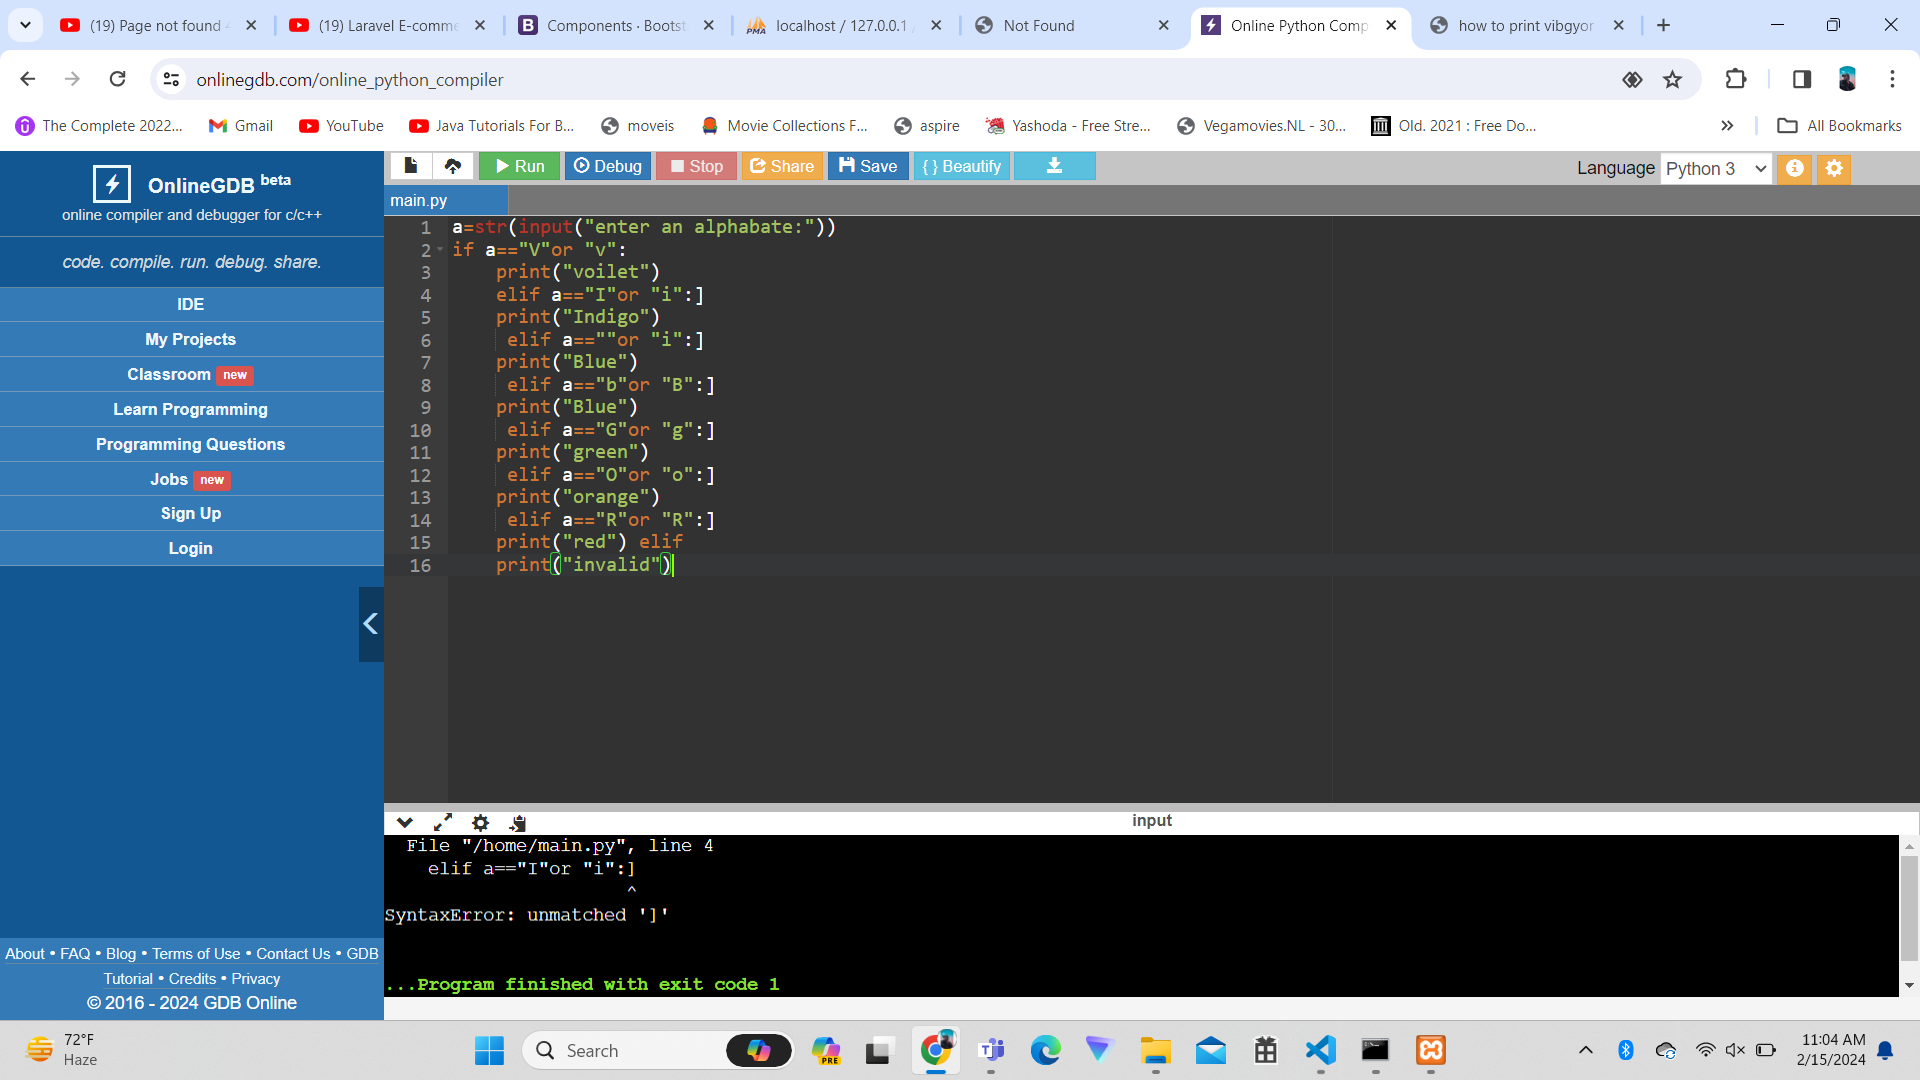 (19) Page not found
(19) Laravel E-comme
Components · Boots
localhost / 127.0.0.1
Not Found
Online Python Comp
how to print vibgyor
onlinegdb.com/online_python_compiler
The Complete 2022...
Gmail
YouTube
Java Tutorials For B...
moveis
Movie Collections F...
aspire
Yashoda - Free Stre...
Vegamovies.NL - 30...
Old. 2021 : Free Do...
»
All Bookmarks
OnlineGDB beta
online compiler and debugger for c/c++
code. compile. run. debug. share.
IDE
My Projects
Classroom new
Learn Programming
Programming Questions
Jobs new
Sign Up
Login
About • FAQ • Blog • Terms of Use • Contact Us • GDB
Tutorial • Credits • Privacy
© 2016 - 2024 GDB Online
Run
Debug
Stop
Share
Save
{ } Beautify
Language Python 3
main.py
1 a=str(input("enter an alphabate:"))
2 if a=="V"or "v":
3 print("voilet")
4 elif a=="I"or "i":]
5 print("Indigo")
6 elif a==""or "i":]
7 print("Blue")
8 elif a=="b"or "B":]
9 print("Blue")
10 elif a=="G"or "g":]
11 print("green")
12 elif a=="O"or "o":]
13 print("orange")
14 elif a=="R"or "R":]
15 print("red") elif
16 print("invalid")
input
File "/home/main.py", line 4
elif a=="I"or "i":]
^
SyntaxError: unmatched ']'
...Program finished with exit code 1
72°F
Haze
Search
PRE
11:04 AM
2/15/2024